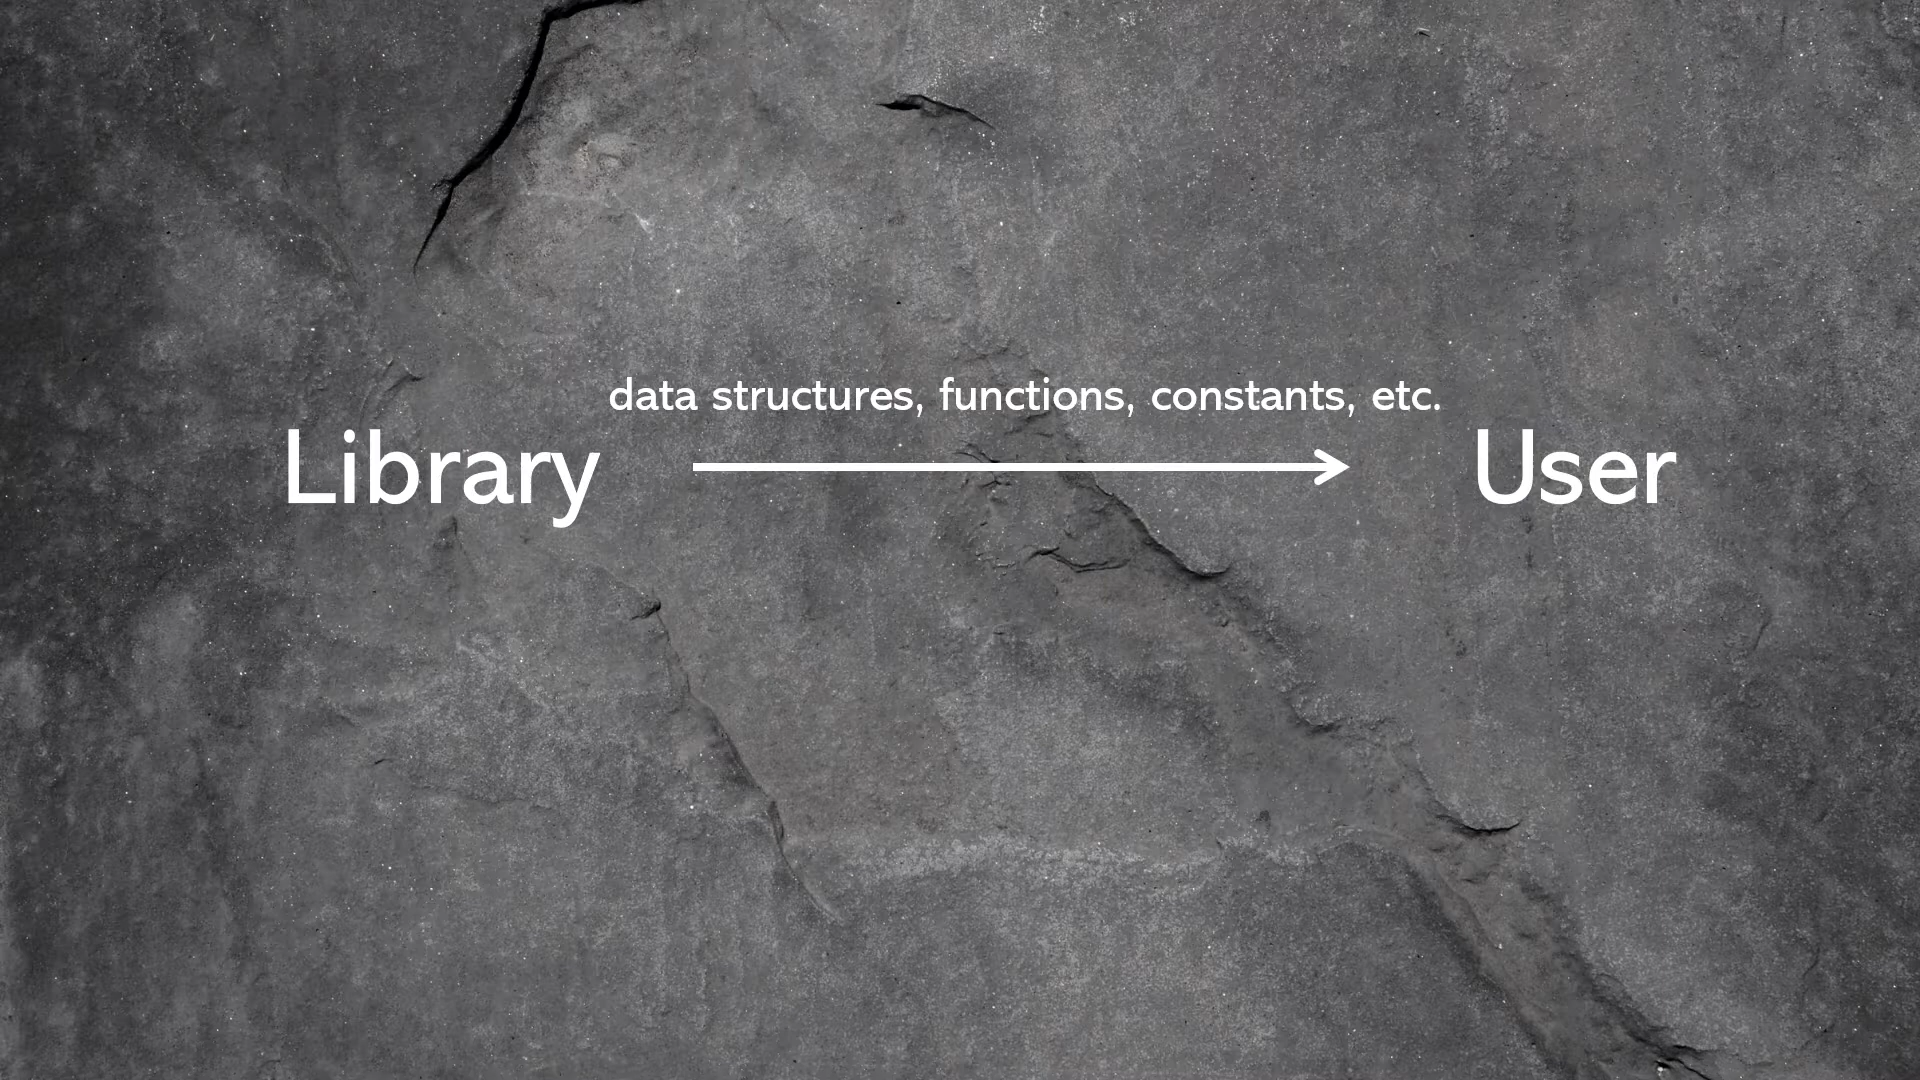 data structures, functions, constants, etc.
Library
User